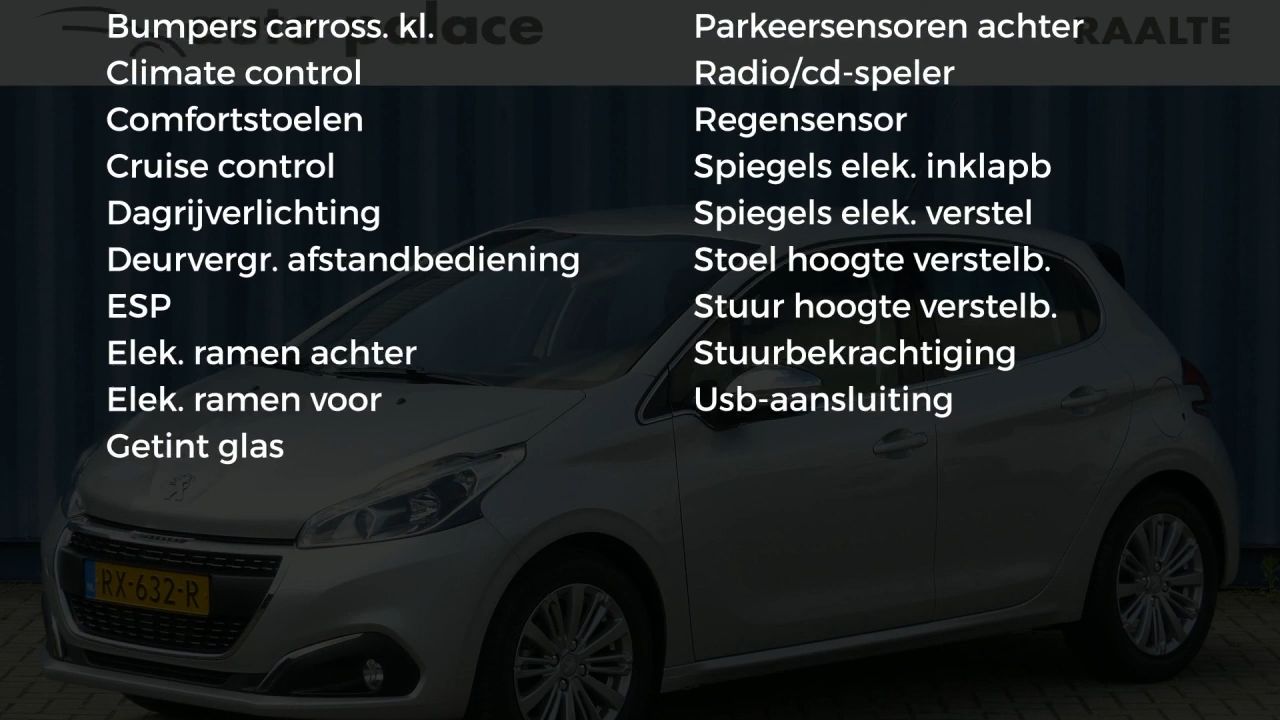 auto palace
RAALTE
Bumpers carross. kl.
Climate control
Comfortstoelen
Cruise control
Dagrijverlichting
Deurvergr. afstandbediening
ESP
Elek. ramen achter
Elek. ramen voor
Getint glas
Parkeersensoren achter
Radio/cd-speler
Regensensor
Spiegels elek. inklapb
Spiegels elek. verstel
Stoel hoogte verstelb.
Stuur hoogte verstelb.
Stuurbekrachtiging
Usb-aansluiting
RX-632-R